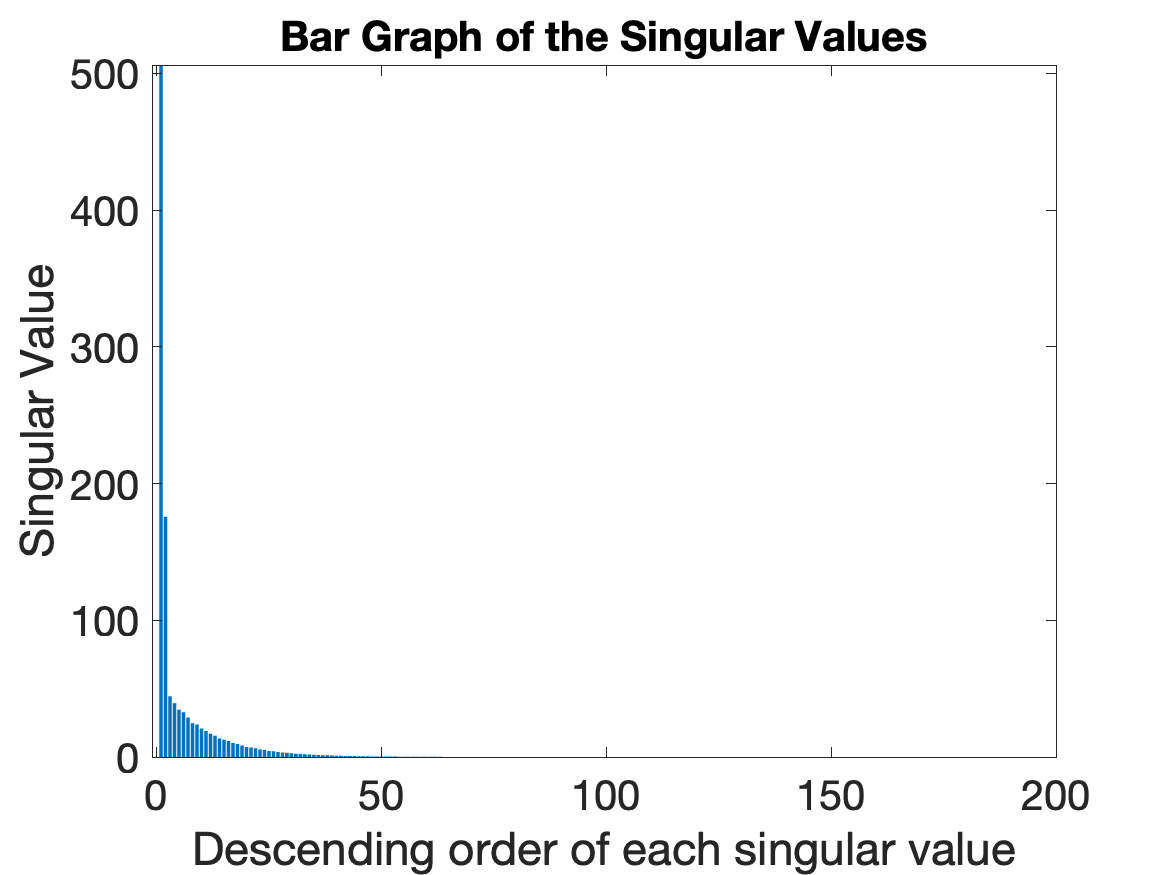 Bar Graph of the Singular Values
500
400
300
200
100
0
Singular Value
0 50 100 150 200
Descending order of each singular value